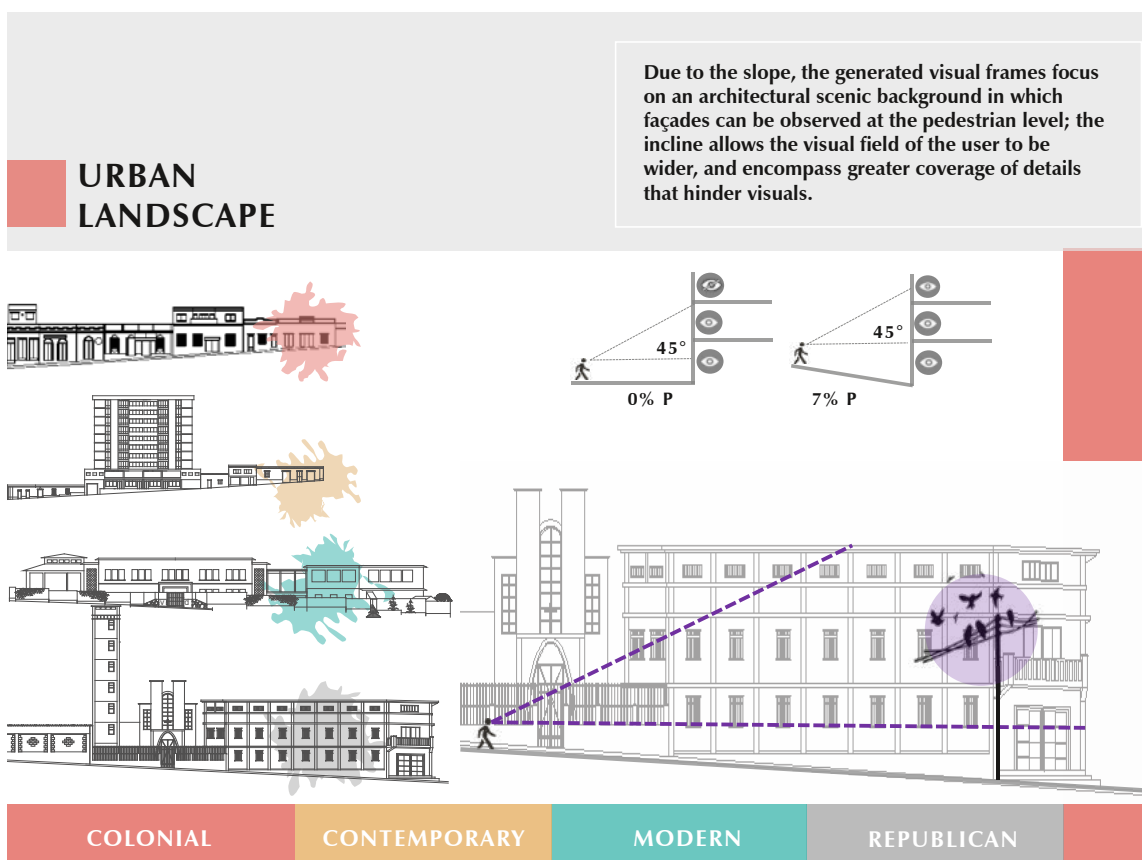 Due to the slope, the generated visual frames focus
on an architectural scenic background in which
façades can be observed at the pedestrian level; the
incline allows the visual field of the user to be
wider, and encompass greater coverage of details
that hinder visuals.
URBAN
LANDSCAPE
45°
0% P
45°
7% P
COLONIAL
CONTEMPORARY
MODERN
REPUBLICAN